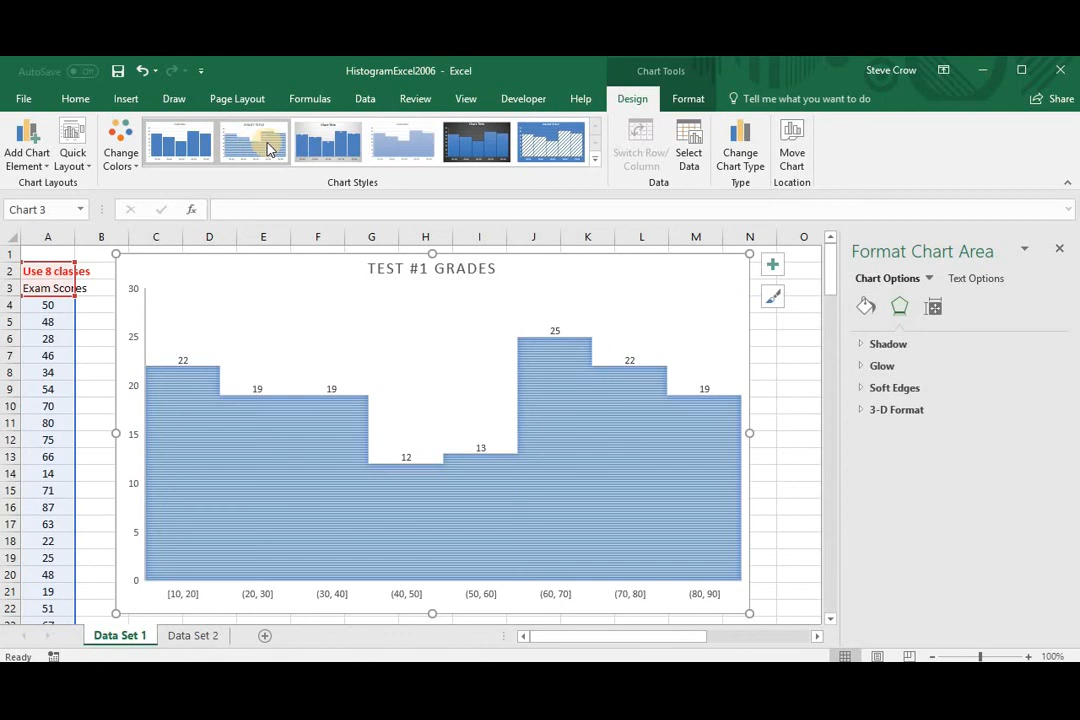 AutoSave Off
HistogramExcel2006 - Excel
Chart Tools
Steve Crow
File Home Insert Draw Page Layout Formulas Data Review View Developer Help Design Format Tell me what you want to do Share
Add Chart Element
Quick Layout
Change Colors
Switch Row/ Column
Select Data
Change Chart Type
Move Chart
Chart Layouts
Chart Styles
Data
Type
Location
Chart 3
fx
A B C D E F G H I J K L M N O
1
2 Use 8 classes
3 Exam Scores
4 50
5 48
6 28
7 46
8 34
9 54
10 70
11 80
12 75
13 66
14 14
15 71
16 87
17 63
18 22
19 25
20 48
21 19
22 51
TEST #1 GRADES
30
25
20
15
10
5
0
22 19 19 12 13 25 22 19
[10, 20] (20, 30] (30, 40] (40, 50] (50, 60] (60, 70] (70, 80] (80, 90]
Format Chart Area
Chart Options Text Options
Shadow
Glow
Soft Edges
3-D Format
Data Set 1 Data Set 2
Ready
100%